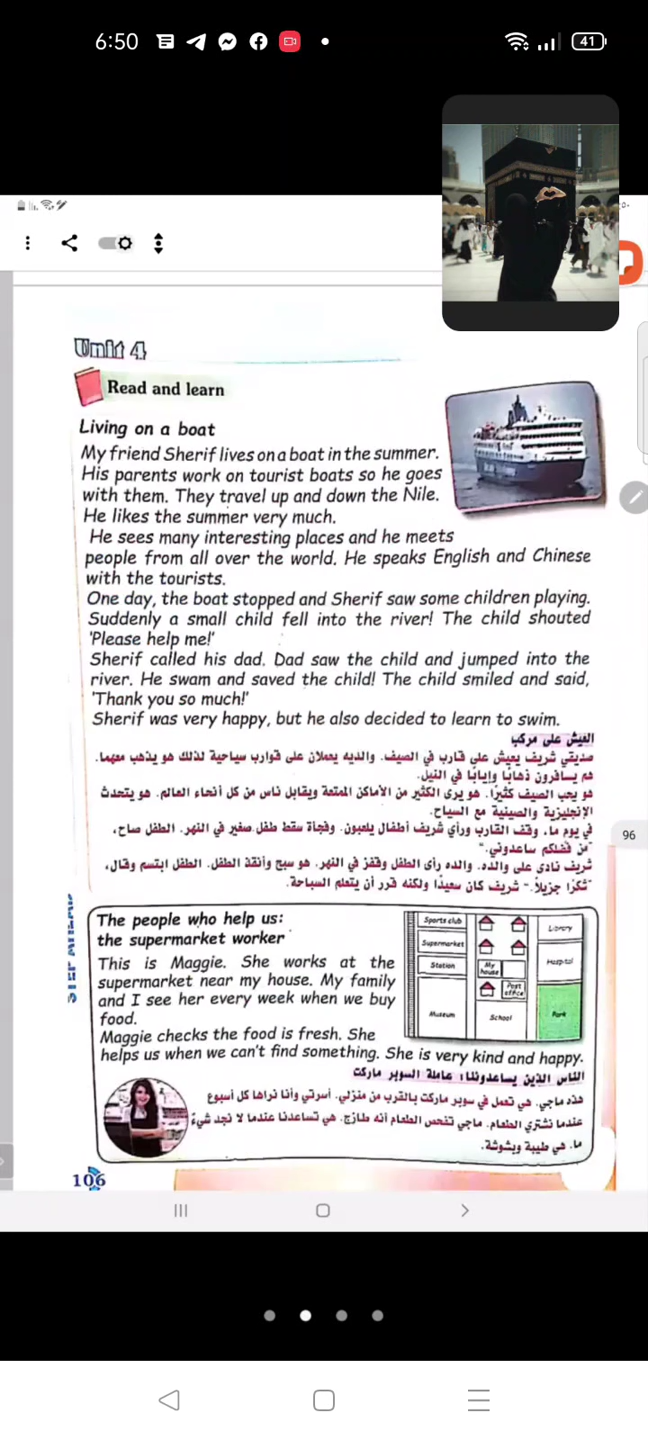 6:50
41
Unit 4
Read and learn
Living on a boat
My friend Sherif lives on a boat in the summer.
His parents work on tourist boats so he goes
with them. They travel up and down the Nile.
He likes the summer very much.
He sees many interesting places and he meets
people from all over the world. He speaks English and Chinese
with the tourists.
One day, the boat stopped and Sherif saw some children playing.
Suddenly a small child fell into the river! The child shouted
'Please help me!'
Sherif called his dad. Dad saw the child and jumped into the
river. He swam and saved the child! The child smiled and said,
'Thank you so much!'
Sherif was very happy, but he also decided to learn to swim.
العيش على مركب
صديقي شريف يعيش على قارب في الصيف. والديه يعملان على قوارب سياحية لذلك هو يذهب معهما.
هم يسافرون ذهابًا وإيابًا في النيل.
هو يحب الصيف كثيرًا. هو يرى الكثير من الأماكن الممتعة ويقابل ناس من كل أنحاء العالم. هو يتحدث
الإنجليزية والصينية مع السياح.
في يوم ما، وقف القارب ورأي شريف أطفال يلعبون. وفجأة سقط طفل صغير في النهر. الطفل صاح،
"من فضلكم ساعدوني."
شريف نادى على والده. والده رأى الطفل وقفز في النهر. هو سبح وأنقذ الطفل. الطفل ابتسم وقال،
"شكرًا جزيلاً." شريف كان سعيدًا ولكنه قرر أن يتعلم السباحة.
96
The people who help us:
the supermarket worker
This is Maggie. She works at the
supermarket near my house. My family
and I see her every week when we buy
food.
Maggie checks the food is fresh. She
helps us when we can't find something. She is very kind and happy.
Sports club
Library
Supermarket
Station
My house
Hospital
Post office
Museum
School
Park
الناس الذين يساعدوننا: عاملة السوبر ماركت
هذه ماجي. هي تعمل في سوبر ماركت بالقرب من منزلي. أسرتي وأنا نراها كل أسبوع
عندما نشتري الطعام. ماجي تفحص الطعام أنه طازج. هي تساعدنا عندما لا نجد شيء
ما. هي طيبة وبشوشة.
106